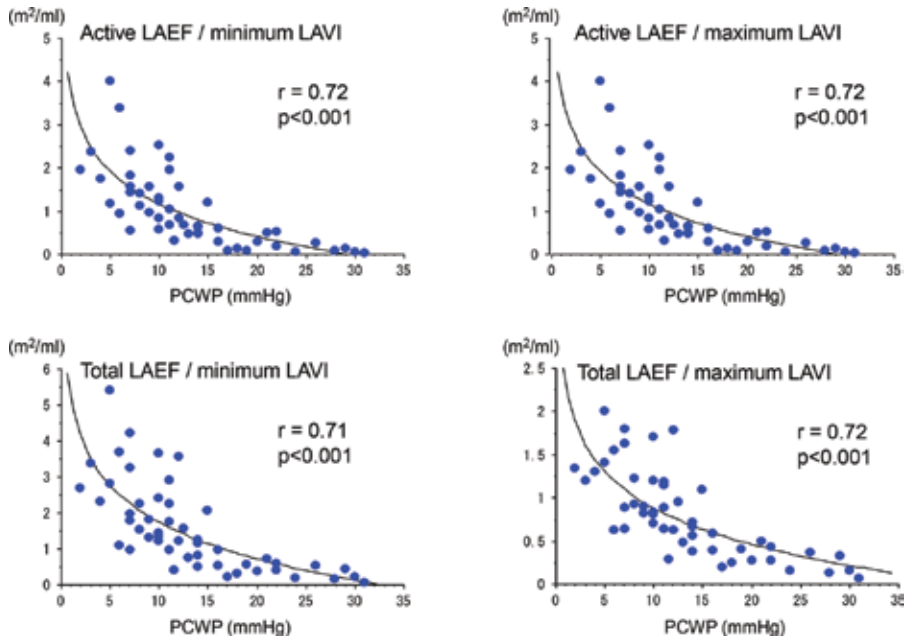 (m²/ml)
Active LAEF / minimum LAVI
r = 0.72
p<0.001
5
4
3
2
1
0
0 5 10 15 20 25 30 35
PCWP (mmHg)
(m²/ml)
Active LAEF / maximum LAVI
r = 0.72
p<0.001
5
4
3
2
1
0
0 5 10 15 20 25 30 35
PCWP (mmHg)
(m²/ml)
Total LAEF / minimum LAVI
r = 0.71
p<0.001
6
5
4
3
2
1
0
0 5 10 15 20 25 30 35
PCWP (mmHg)
(m²/ml)
Total LAEF / maximum LAVI
r = 0.72
p<0.001
2.5
2
1.5
1
0.5
0
0 5 10 15 20 25 30 35
PCWP (mmHg)